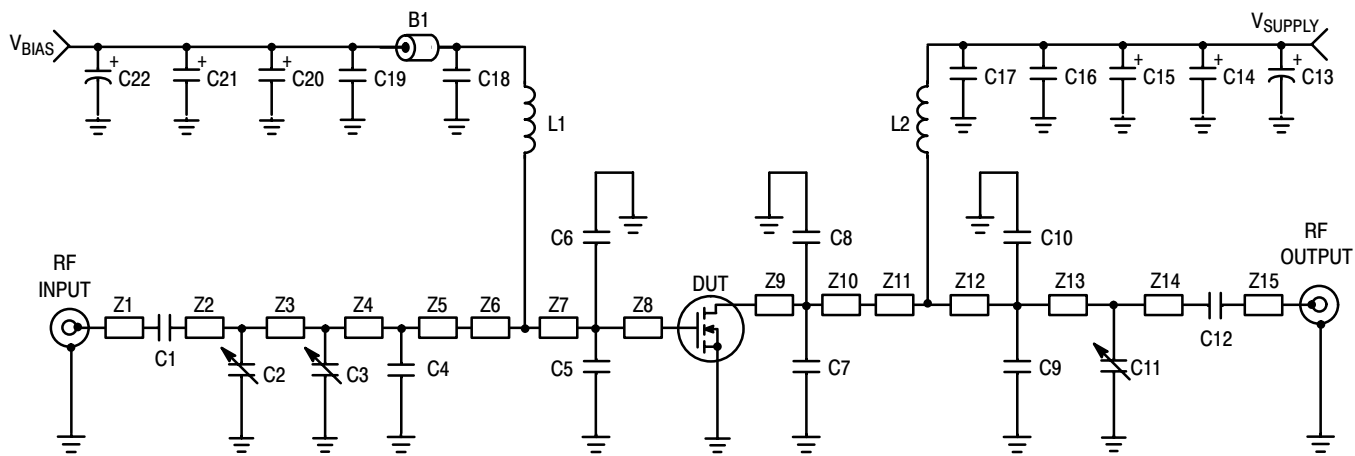 B1
V_BIAS
V_SUPPLY
+ C22
+ C21
+ C20
C19
C18
C17
C16
+ C15
+ C14
+ C13
L1
L2
C6
C8
C10
RF
INPUT
RF
OUTPUT
DUT
Z1
Z2
Z3
Z4
Z5
Z6
Z7
Z8
Z9
Z10
Z11
Z12
Z13
Z14
Z15
C1
C2
C3
C4
C5
C7
C9
C11
C12